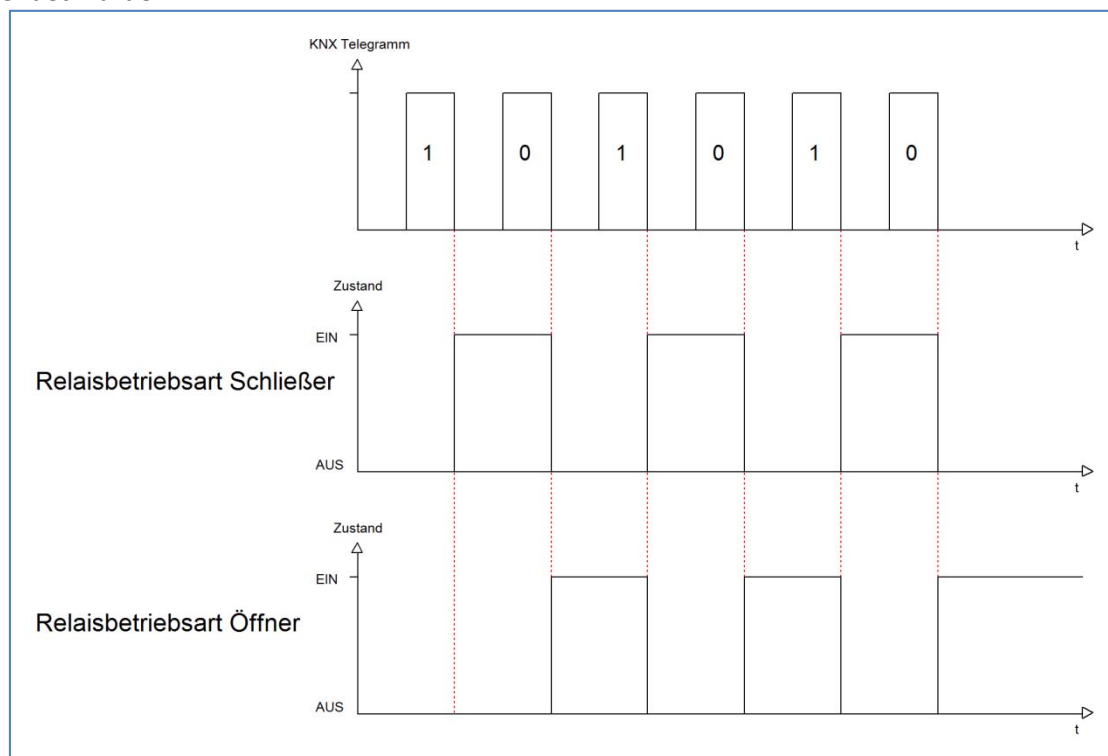 KNX Telegramm
1 0 1 0 1 0
t
Zustand
EIN
Relaisbetriebsart Schließer
AUS
t
Zustand
EIN
Relaisbetriebsart Öffner
AUS
t